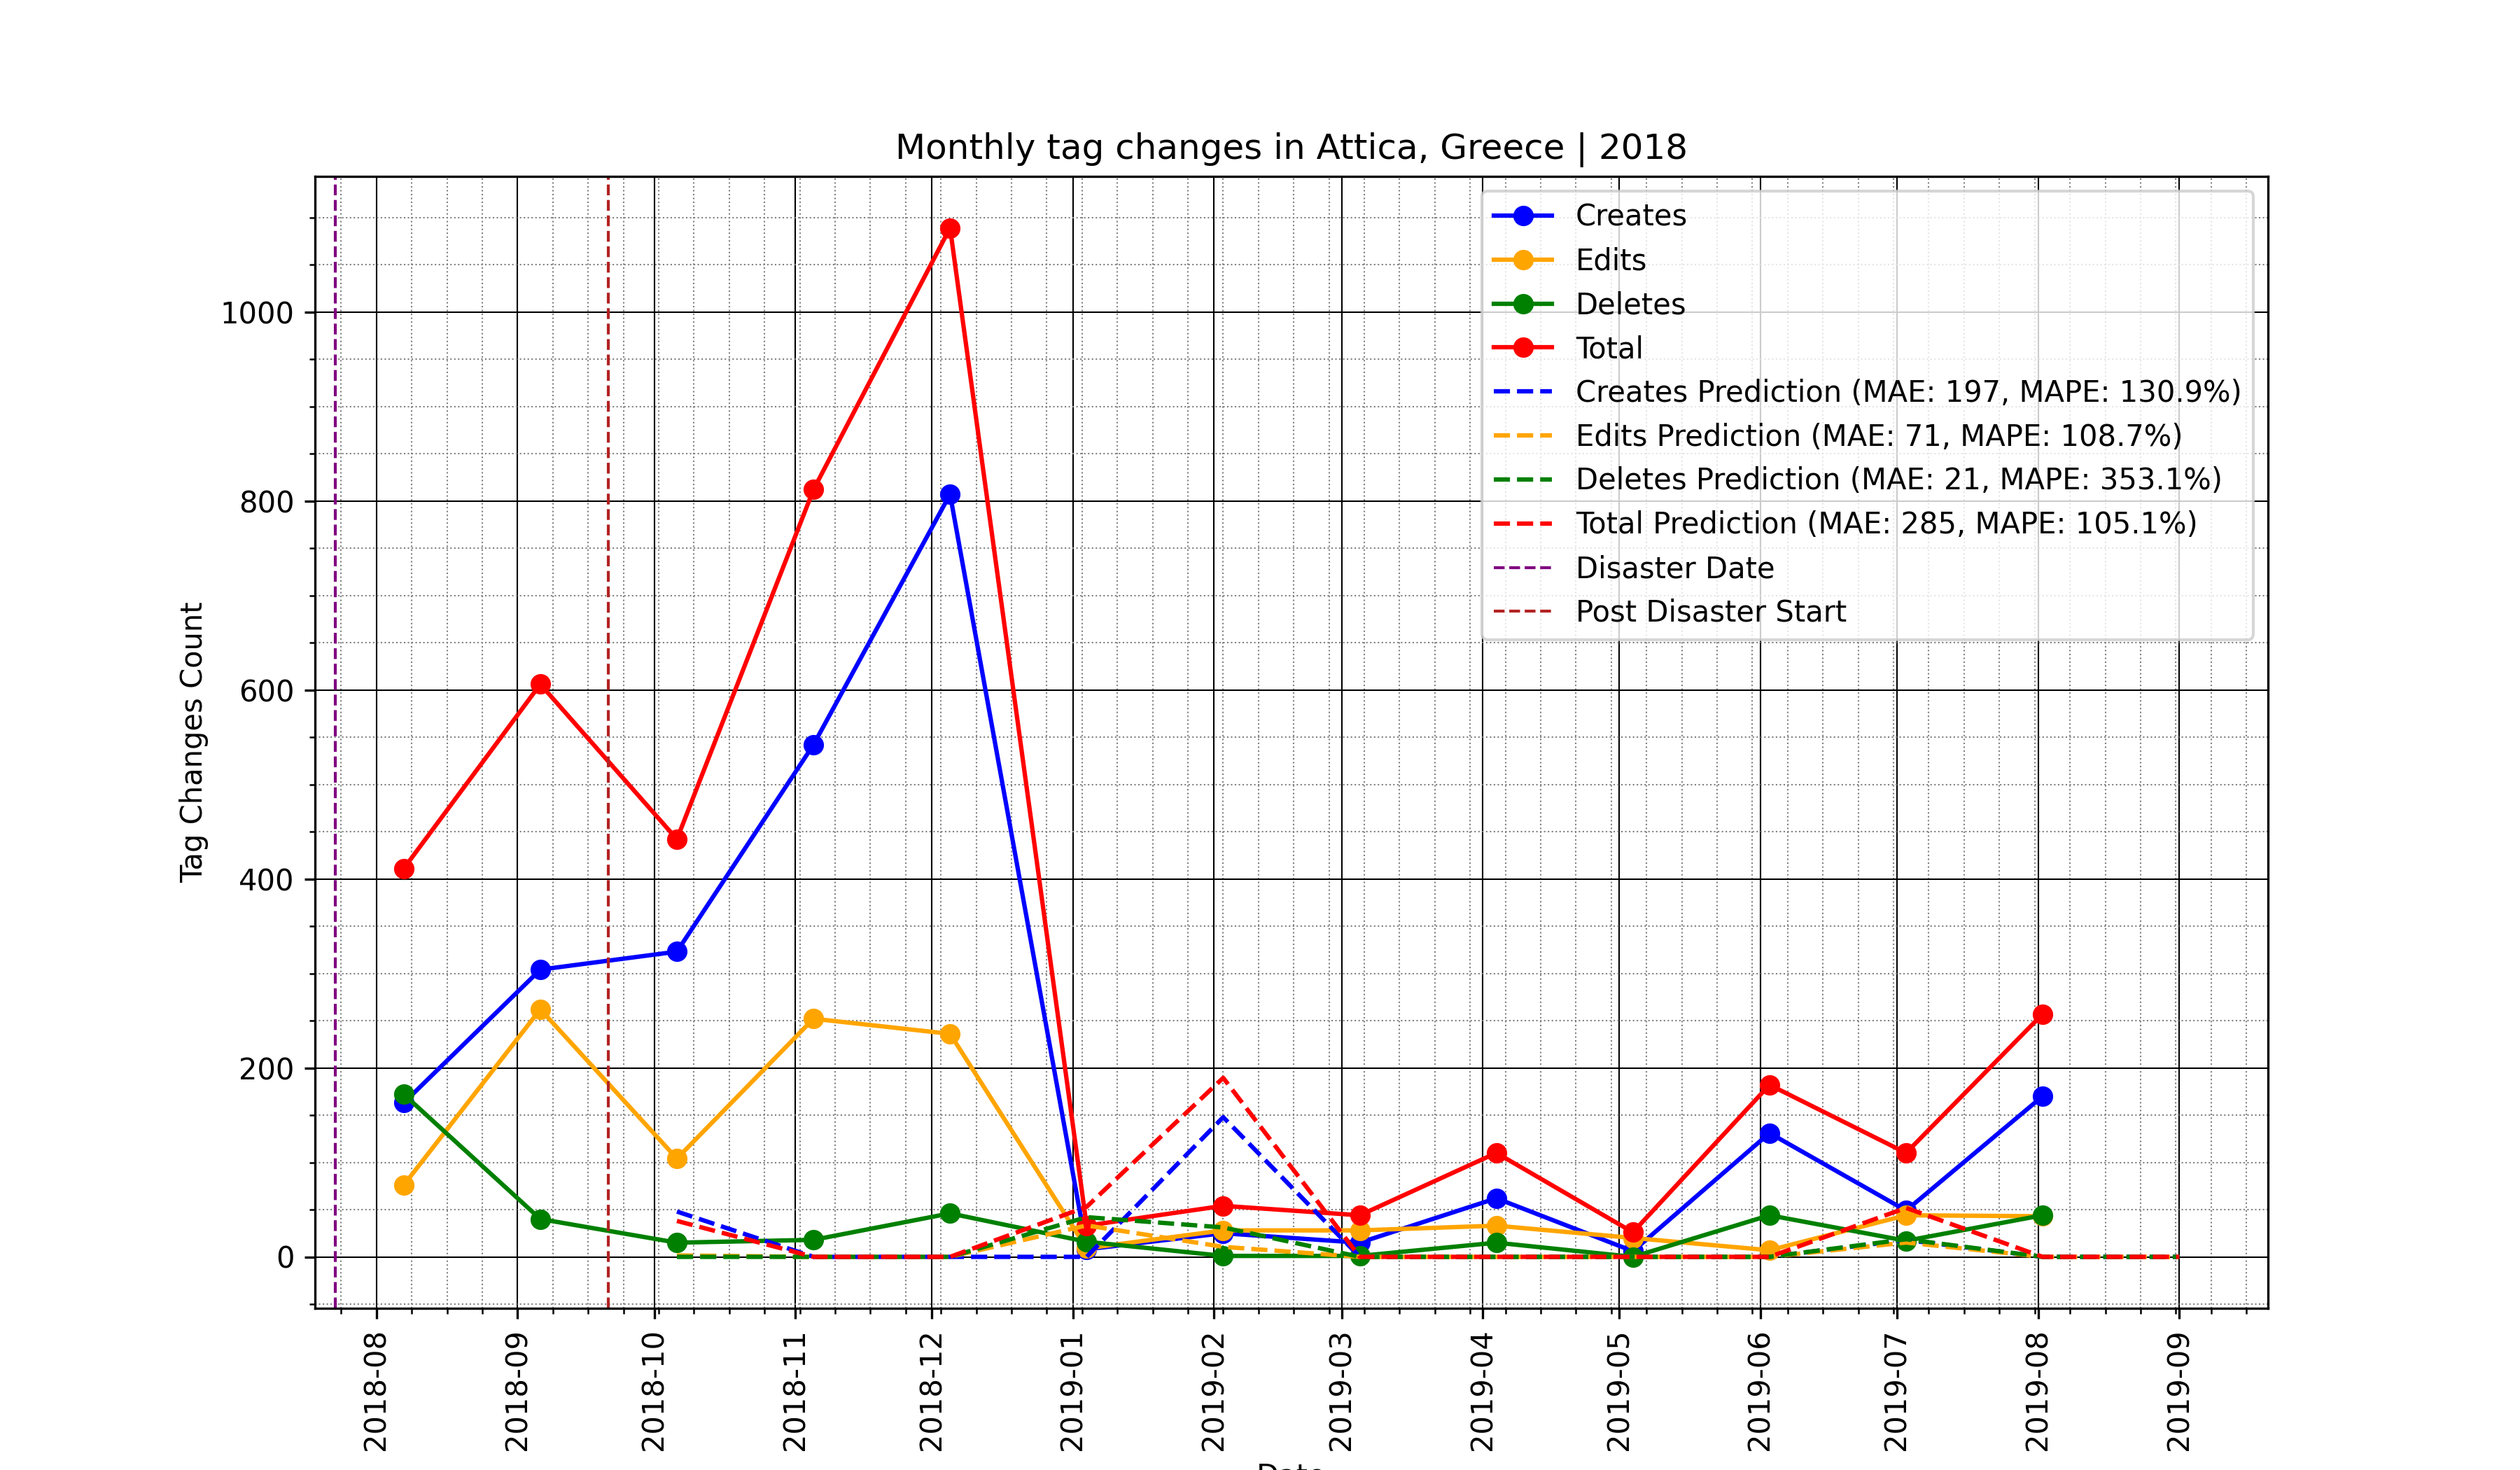 Monthly tag changes in Attica, Greece | 2018
Tag Changes Count
1000
800
600
400
200
0
Creates
Edits
Deletes
Total
Creates Prediction (MAE: 197, MAPE: 130.9%)
Edits Prediction (MAE: 71, MAPE: 108.7%)
Deletes Prediction (MAE: 21, MAPE: 353.1%)
Total Prediction (MAE: 285, MAPE: 105.1%)
Disaster Date
Post Disaster Start
2018-08
2018-09
2018-10
2018-11
2018-12
2019-01
2019-02
2019-03
2019-04
2019-05
2019-06
2019-07
2019-08
2019-09
Date